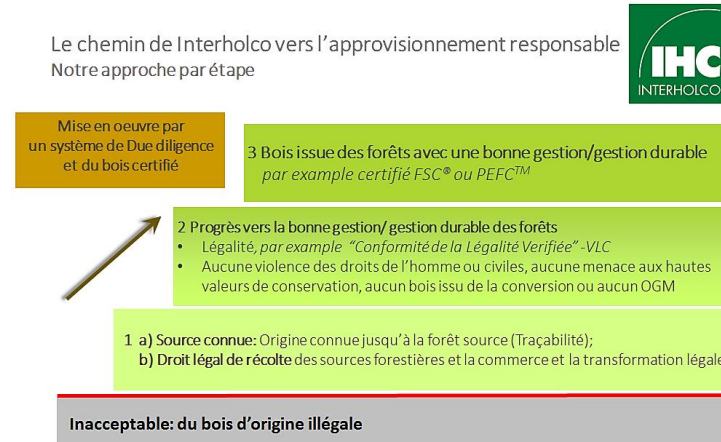 Le chemin de Interholco vers l'approvisionnement responsable
Notre approche par étape
IHC
INTERHOLCO
Mise en oeuvre par
un système de Due diligence
et du bois certifié
3 Bois issue des forêts avec une bonne gestion/gestion durable
par exemple certifié FSC® ou PEFC™
2 Progrès vers la bonne gestion/ gestion durable des forêts
• Légalité, par exemple "Conformité de la Légalité Verifiée" -VLC
• Aucune violence des droits de l'homme ou civiles, aucune menace aux hautes
valeurs de conservation, aucun bois issu de la conversion ou aucun OGM
1 a) Source connue: Origine connue jusqu'à la forêt source (Traçabilité);
b) Droit légal de récolte des sources forestières et la commerce et la transformation légale
Inacceptable: du bois d'origine illégale